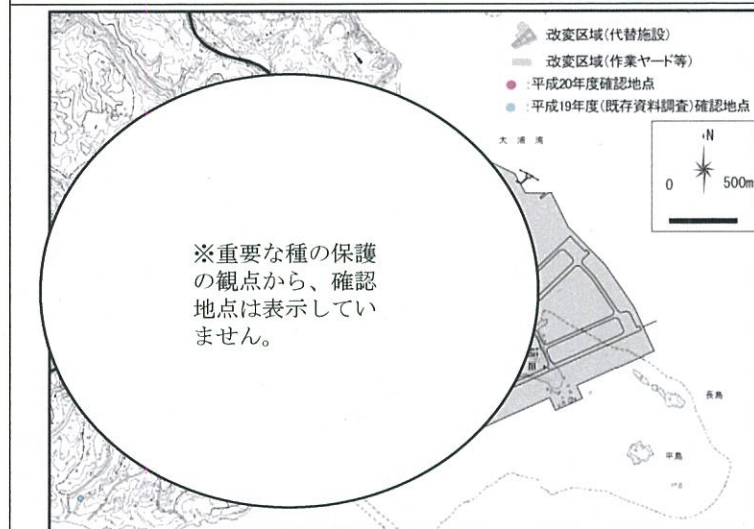 改変区域(代替施設)
改変区域(作業ヤード等)
:平成20年度確認地点
:平成19年度(既存資料調査)確認地点
大浦湾
N
0 500m
※重要な種の保護
の観点から、確認
地点は表示してい
ません。
長島
平島